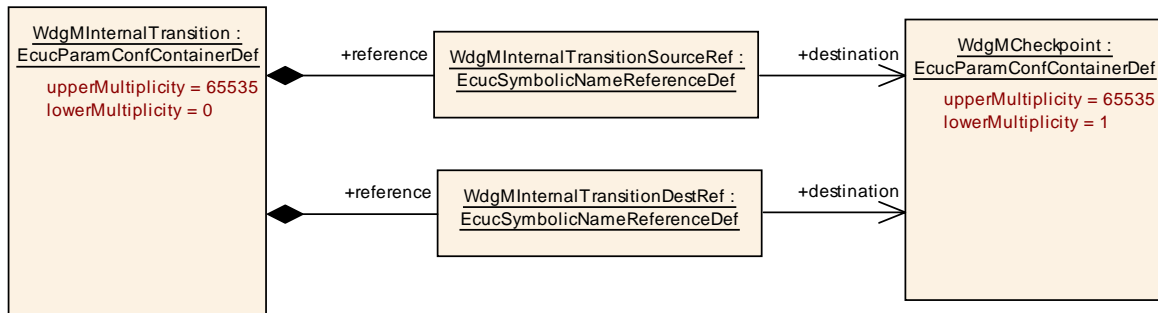 WdgMInternalTransition :
EcucParamConfContainerDef
upperMultiplicity = 65535
lowerMultiplicity = 0
+reference
WdgMInternalTransitionSourceRef :
EcucSymbolicNameReferenceDef
+destination
WdgMCheckpoint :
EcucParamConfContainerDef
upperMultiplicity = 65535
lowerMultiplicity = 1
+reference
WdgMInternalTransitionDestRef :
EcucSymbolicNameReferenceDef
+destination